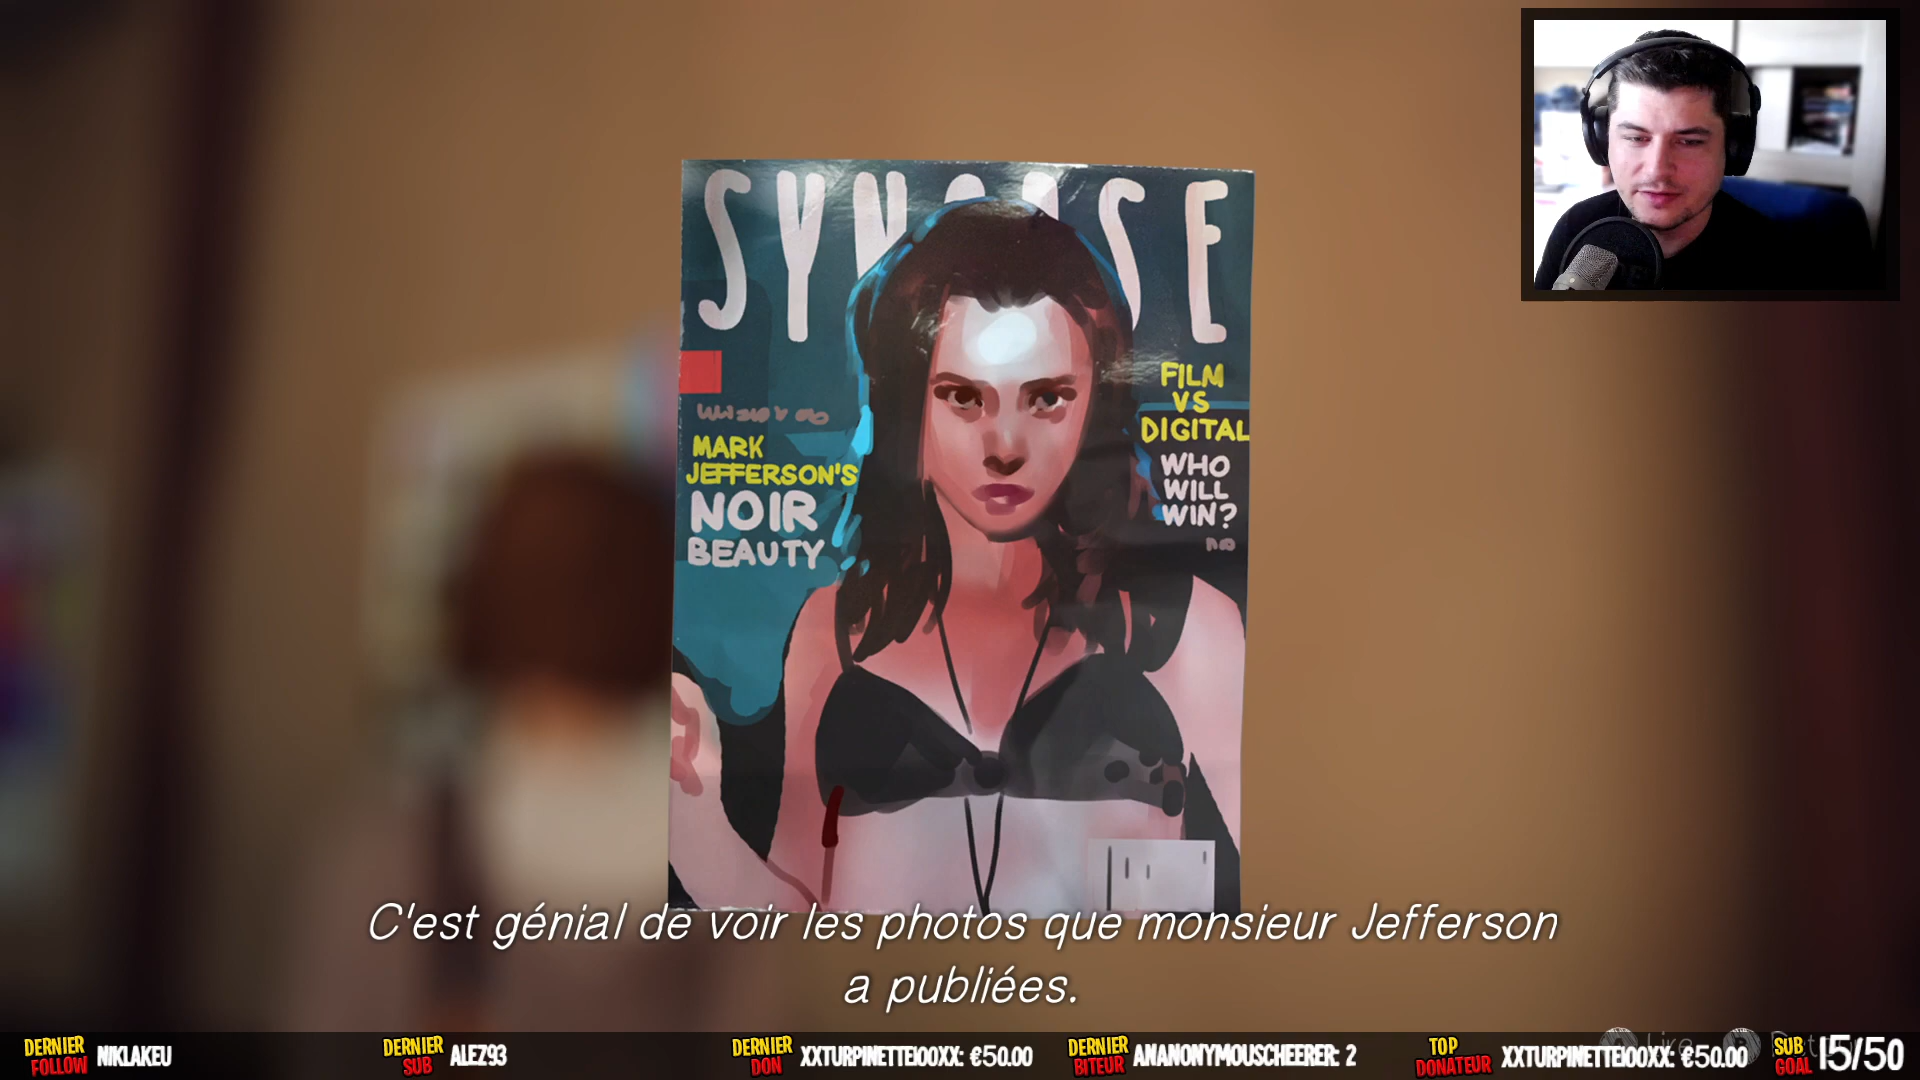 SYN
SE
FILM
VS
DIGITAL
WHO
WILL
WIN?
MARK
JEFFERSON'S
NOIR
BEAUTY
C'est génial de voir les photos que monsieur Jefferson
a publiées.
DERNIER FOLLOW NIKLAKEU
DERNIER SUB ALEZ93
DERNIER DON XXTURPINETTE100XX: €50.00
DERNIER BITEUR ANANONYMOUSCHEERER: 2
TOP DONATEUR XXTURPINETTE100XX: €50.00
SUB GOAL 15/50